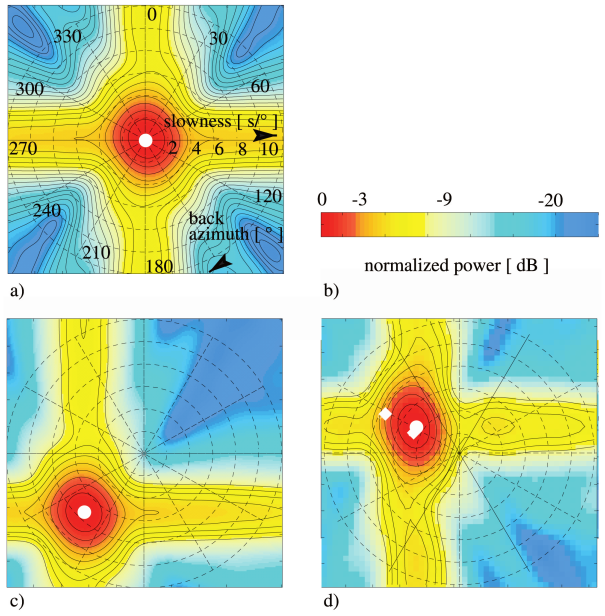 0
330
30
300
60
slowness [ s/° ]
270
2 4 6 8 10
120
240
back
azimuth [ ° ]
210
180
a)
0 -3 -9 -20
normalized power [ dB ]
b)
c)
d)